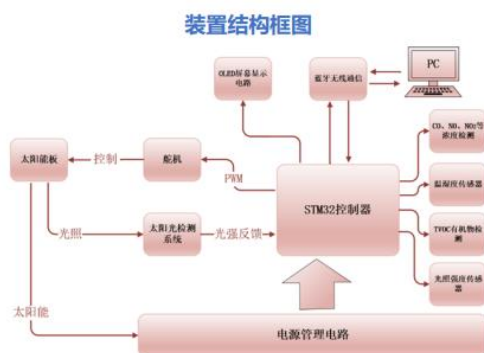 装置结构框图
OLED屏幕显示
电路
蓝牙无线通信
PC
CO、NO、NO₂等
浓度检测
太阳能板
控制
舵机
PWM
温湿度传感器
STM32控制器
光照
太阳光检测
系统
光强反馈
TVOC有机物检
测
光照强度传感
器
太阳能
电源管理电路